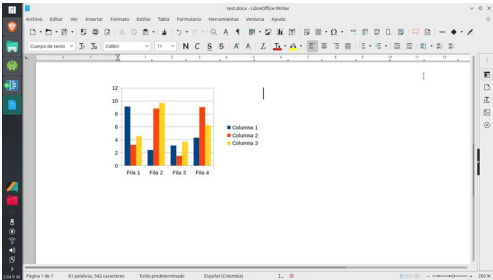 test.docx - LibreOffice Writer
Archivo Editar Ver Insertar Formato Estilos Tabla Formulario Herramientas Ventana Ayuda
Cuerpo de texto Calibri 11 N C S S
12
10
8
6
4
2
0
Fila 1 Fila 2 Fila 3 Fila 4
Columna 1
Columna 2
Columna 3
Página 1 de 1 81 palabras, 542 caracteres Estilo predeterminado Español (Colombia) 200 %